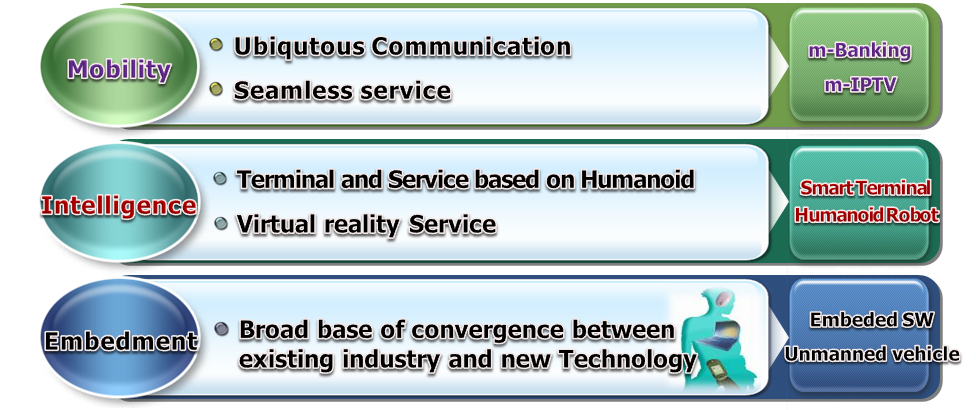 Mobility
Ubiqutous Communication
Seamless service
m-Banking
m-IPTV
Intelligence
Terminal and Service based on Humanoid
Virtual reality Service
Smart Terminal
Humanoid Robot
Embedment
Broad base of convergence between
existing industry and new Technology
Embeded SW
Unmanned vehicle